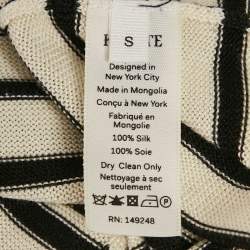 KHAITE
S
Designed in
New York City
Made in Mongolia
Conçu à New York
Fabriqué en
Mongolie
100% Silk
100% Soie
Dry Clean Only
Nettoyage à sec
seulement
RN: 149248